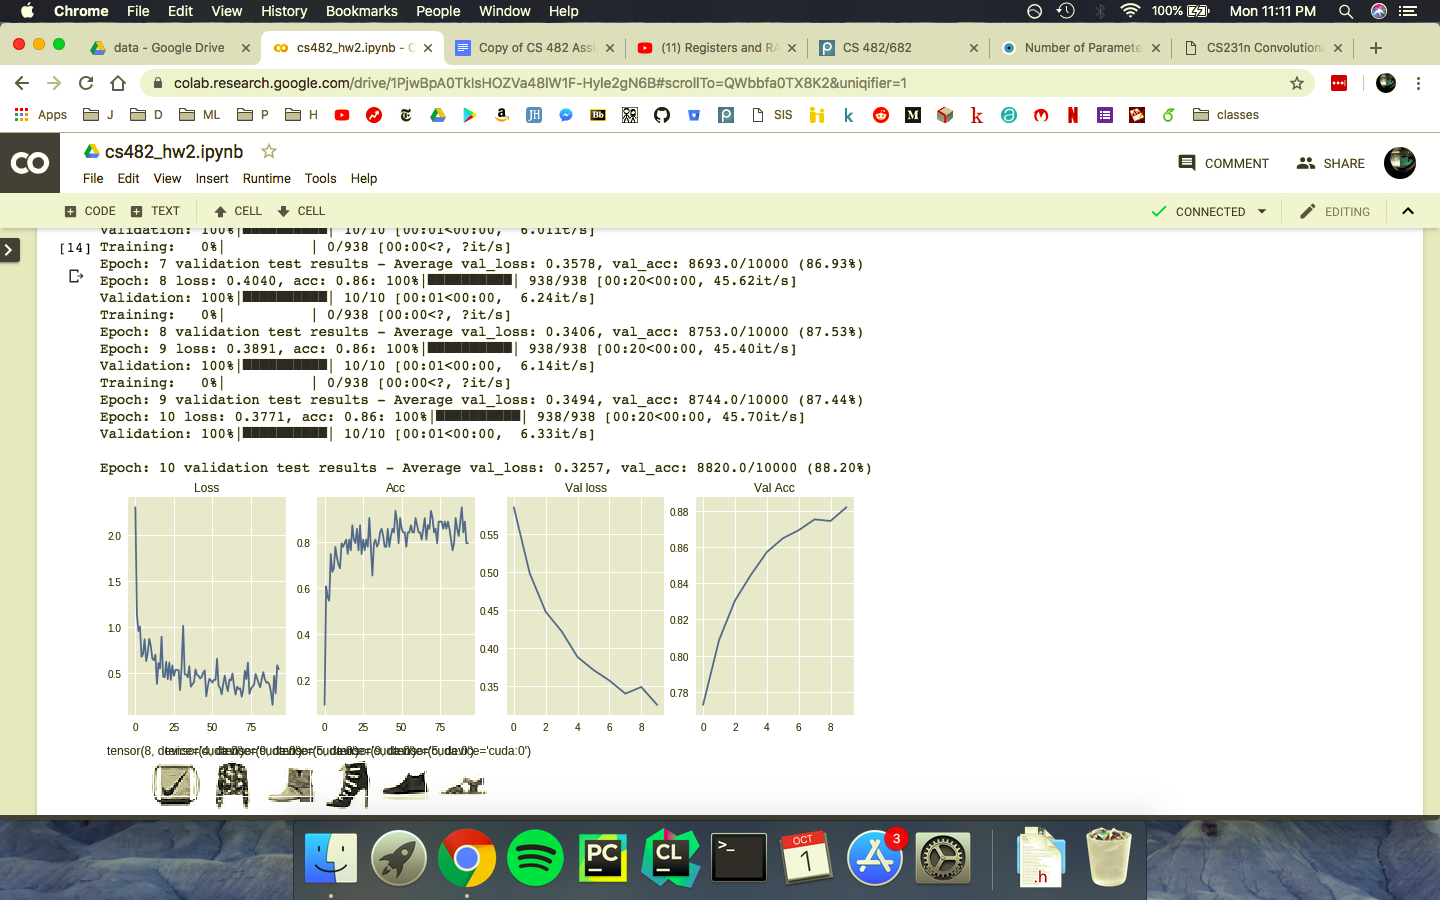 Chrome File Edit View History Bookmarks People Window Help 100% Mon 11:11 PM
data - Google Drive
cs482_hw2.ipynb - C
Copy of CS 482 Assi
(11) Registers and RA
CS 482/682
Number of Paramete
CS231n Convolutiona
colab.research.google.com/drive/1PjwBpA0TklsHOZVa48lW1F-Hyle2gN6B#scrollTo=QWbbfa0TX8K2&uniqifier=1
Apps J D ML P H SIS classes
cs482_hw2.ipynb
COMMENT SHARE
File Edit View Insert Runtime Tools Help
CODE TEXT CELL CELL CONNECTED EDITING
Validation: 100%| | 10/10 [00:01<00:00, 6.01it/s]
[14] Training: 0%| | 0/938 [00:00<?, ?it/s]
Epoch: 7 validation test results - Average val_loss: 0.3578, val_acc: 8693.0/10000 (86.93%)
Epoch: 8 loss: 0.4040, acc: 0.86: 100%| | 938/938 [00:20<00:00, 45.62it/s]
Validation: 100%| | 10/10 [00:01<00:00, 6.24it/s]
Training: 0%| | 0/938 [00:00<?, ?it/s]
Epoch: 8 validation test results - Average val_loss: 0.3406, val_acc: 8753.0/10000 (87.53%)
Epoch: 9 loss: 0.3891, acc: 0.86: 100%| | 938/938 [00:20<00:00, 45.40it/s]
Validation: 100%| | 10/10 [00:01<00:00, 6.14it/s]
Training: 0%| | 0/938 [00:00<?, ?it/s]
Epoch: 9 validation test results - Average val_loss: 0.3494, val_acc: 8744.0/10000 (87.44%)
Epoch: 10 loss: 0.3771, acc: 0.86: 100%| | 938/938 [00:20<00:00, 45.70it/s]
Validation: 100%| | 10/10 [00:01<00:00, 6.33it/s]
Epoch: 10 validation test results - Average val_loss: 0.3257, val_acc: 8820.0/10000 (88.20%)
Loss
2.0
1.5
1.0
0.5
0 25 50 75
Acc
0.8
0.6
0.4
0.2
0 25 50 75
Val loss
0.55
0.50
0.45
0.40
0.35
0 2 4 6 8
Val Acc
0.88
0.86
0.84
0.82
0.80
0.78
0 2 4 6 8
tensor(8,
PC
CL
>_
OCT
1
3
.h